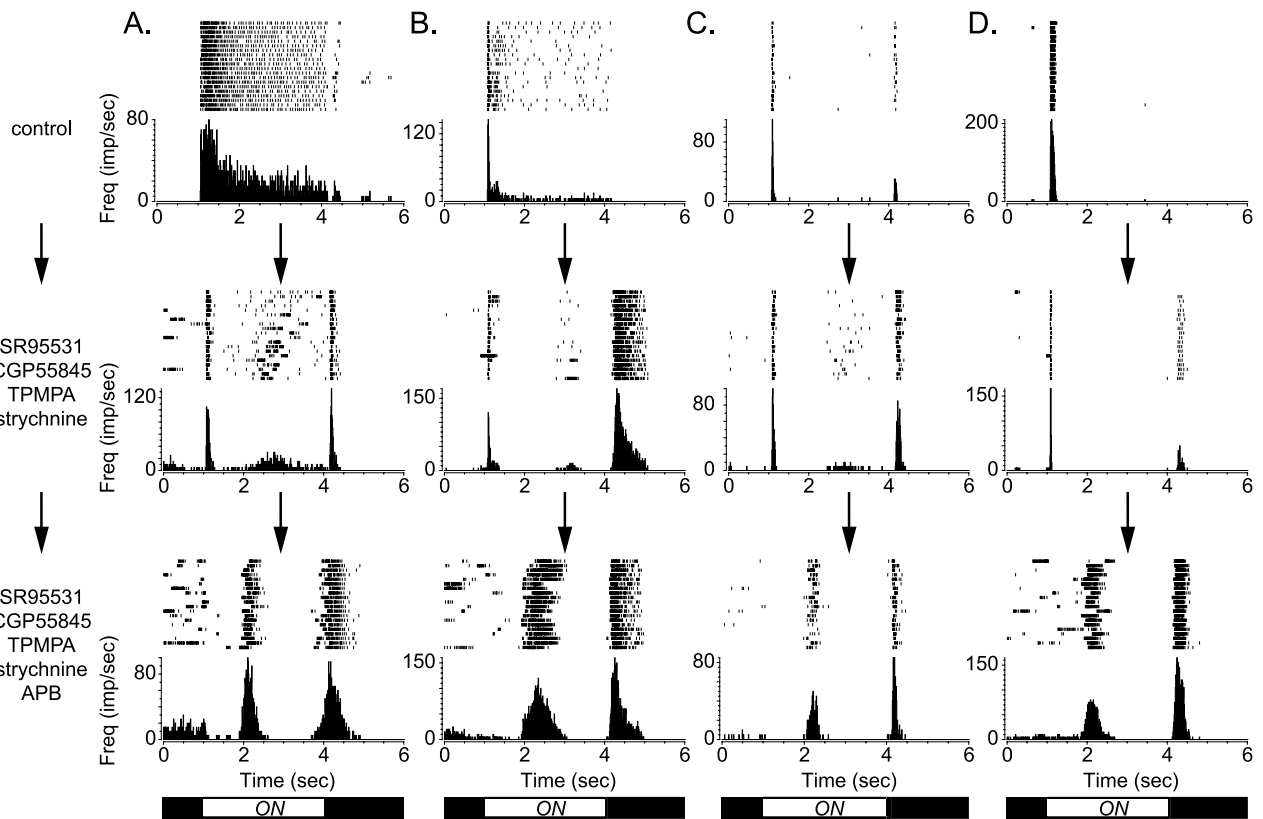 A. B. C. D.
control
Freq (imp/sec)
80
0
0 2 4 6
120
0
0 2 4 6
80
0
0 2 4 6
200
0
0 2 4 6
SR95531
CGP55845
TPMPA
strychnine
Freq (imp/sec)
120
0
0 2 4 6
150
0
0 2 4 6
80
0
0 2 4 6
150
0
0 2 4 6
SR95531
CGP55845
TPMPA
strychnine
APB
Freq (imp/sec)
80
0
0 2 4 6
150
0
0 2 4 6
80
0
0 2 4 6
150
0
0 2 4 6
Time (sec) Time (sec) Time (sec) Time (sec)
ON ON ON ON